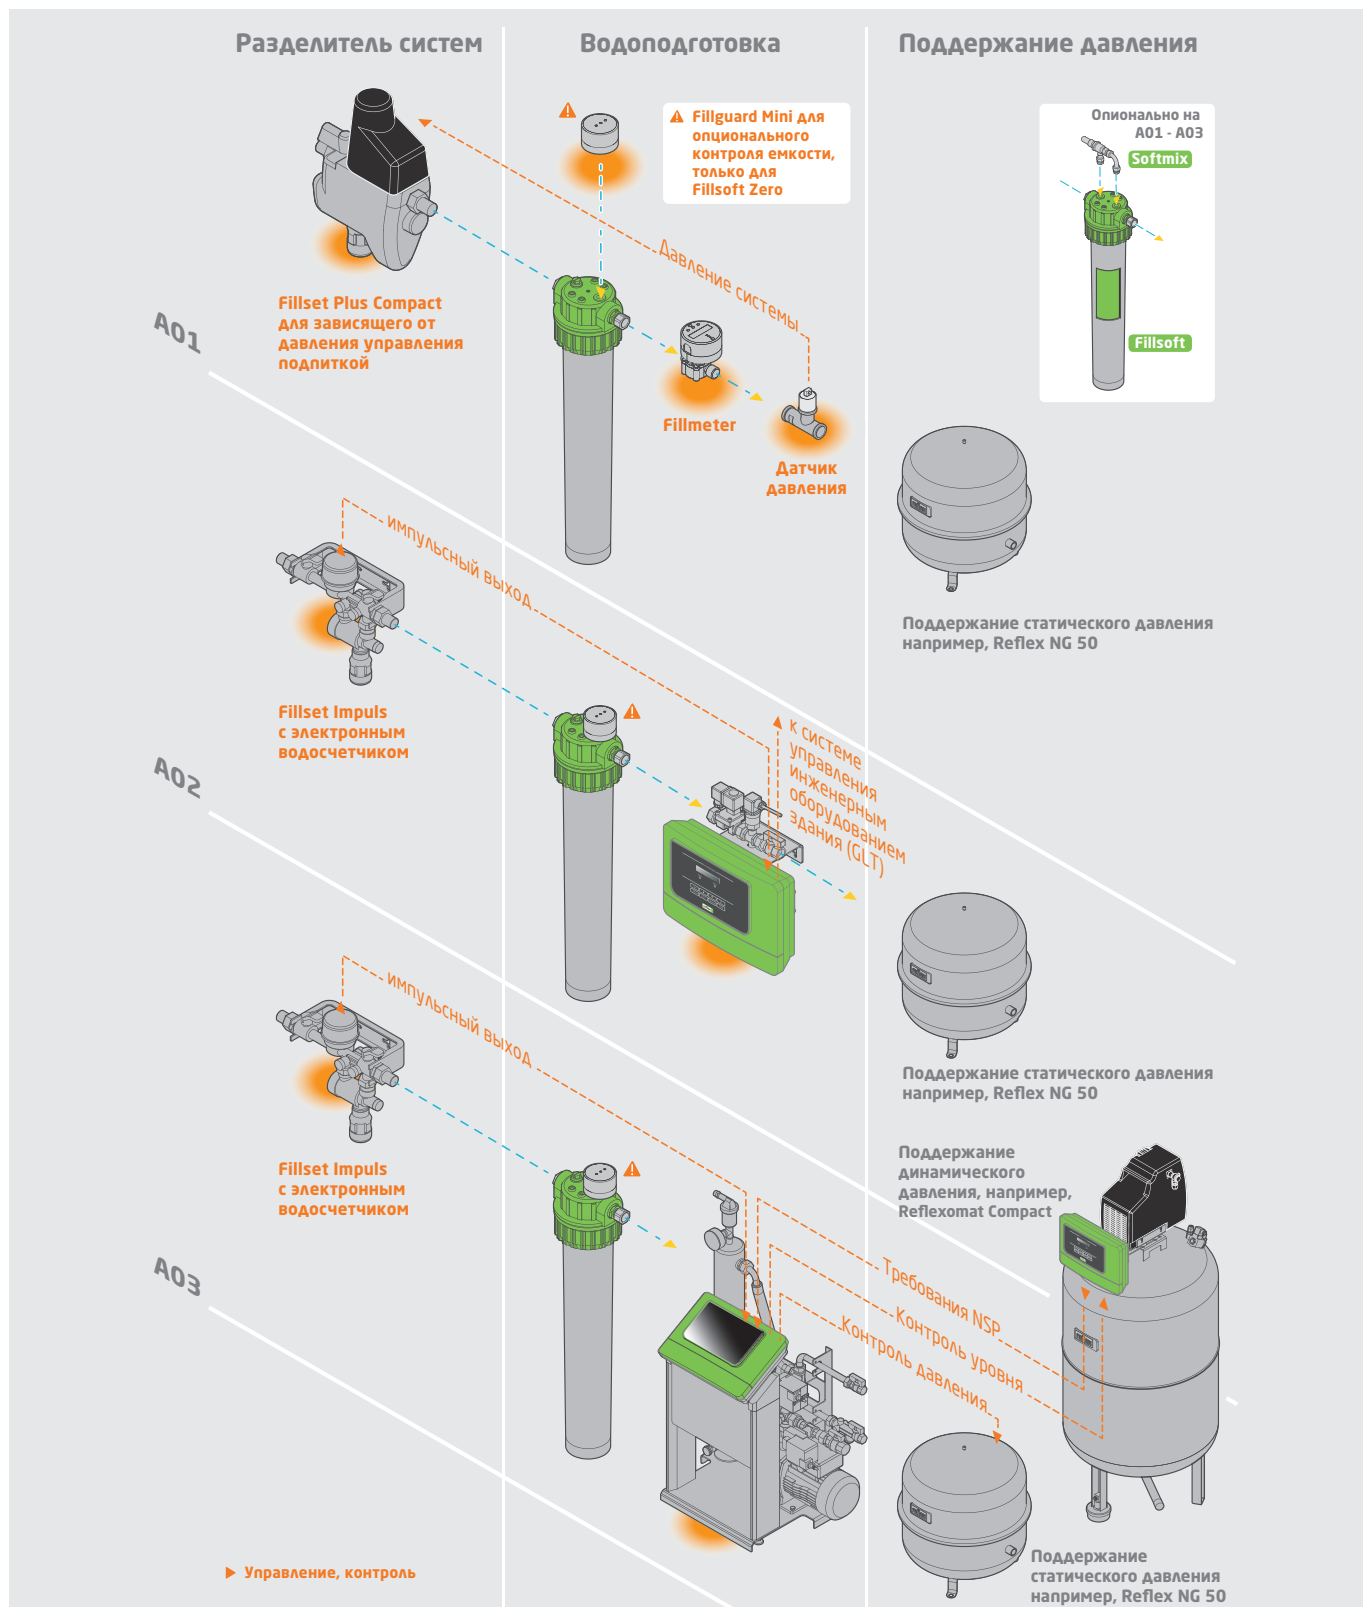 Разделитель систем
Водоподготовка
Поддержание давления
Fillguard Mini для
опционального
контроля емкости,
только для
Fillsoft Zero
Опионально на
A01 - A03
Softmix
Fillsoft
Давление системы
A01
Fillset Plus Compact
для зависящего от
давления управления
подпиткой
Fillmeter
Датчик
давления
Поддержание статического давления
например, Reflex NG 50
импульсный выход
A02
Fillset Impuls
с электронным
водосчетчиком
к системе
управления
инженерным
оборудованием
здания (GLT)
Поддержание статического давления
например, Reflex NG 50
импульсный выход
A03
Fillset Impuls
с электронным
водосчетчиком
Поддержание
динамического
давления, например,
Reflexomat Compact
Требования NSP
Контроль уровня
Контроль давления
Поддержание
статического давления
например, Reflex NG 50
Управление, контроль